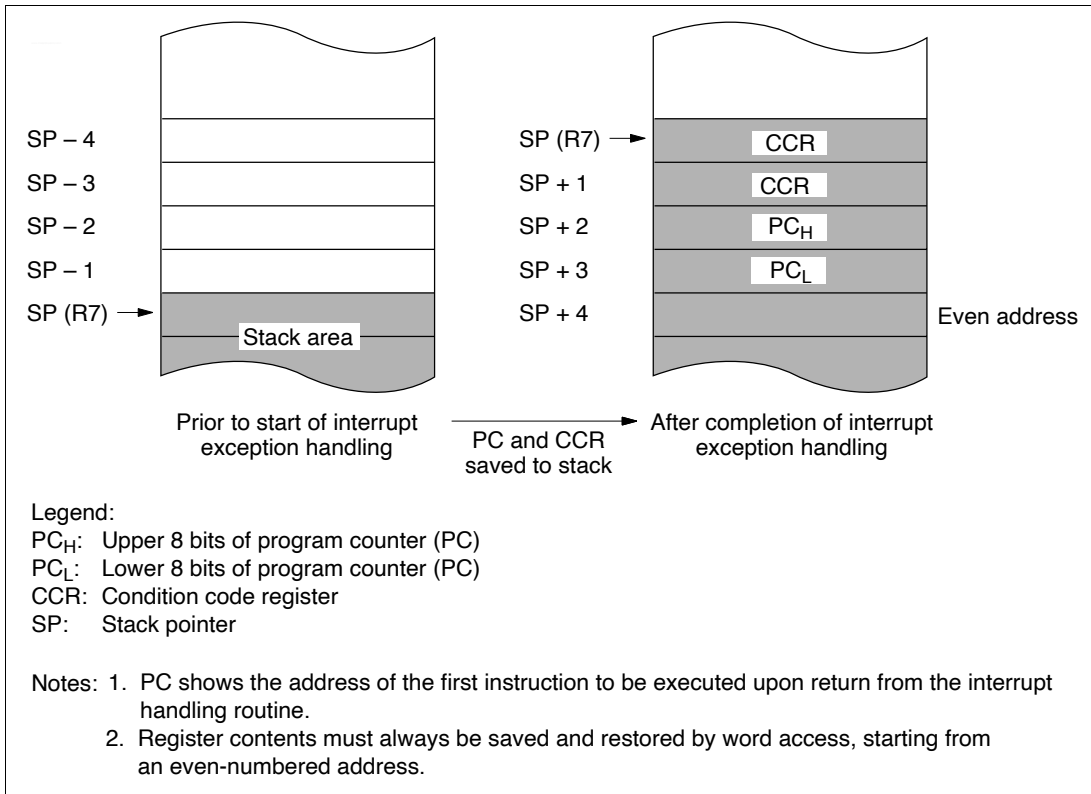 SP – 4
SP – 3
SP – 2
SP – 1
SP (R7)
Stack area
SP (R7)
SP + 1
SP + 2
SP + 3
SP + 4
CCR
CCR
PCH
PCL
Even address
Prior to start of interrupt
exception handling
PC and CCR
saved to stack
After completion of interrupt
exception handling
Legend:
PCH: Upper 8 bits of program counter (PC)
PCL: Lower 8 bits of program counter (PC)
CCR: Condition code register
SP: Stack pointer
Notes: 1. PC shows the address of the first instruction to be executed upon return from the interrupt
handling routine.
2. Register contents must always be saved and restored by word access, starting from
an even-numbered address.